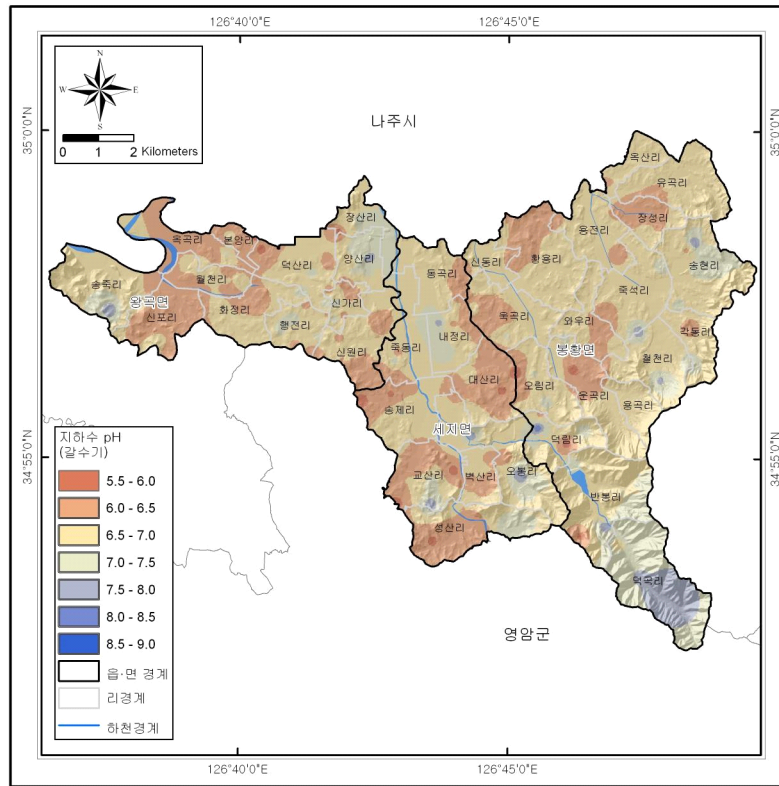 126°40'0"E
126°45'0"E
35°0'0"N
35°0'0"N
34°55'0"N
34°55'0"N
N
W
E
S
0 1 2 Kilometers
나주시
옥산리
유곡리
장성리
용전리
송현리
장산리
옥곡리
본양리
양산리
덕산리
동곡리
신동리
황용리
죽석리
송죽리
월천리
왕곡면
신포리
화정리
신가리
행전리
내정리
욱곡리
와우리
각동리
봉황면
철천리
신원리
죽동리
대산리
오림리
운곡리
용곡리
송제리
세지면
덕림리
교산리
벽산리
오봉리
반봉리
성산리
덕곡리
영암군
지하수 pH
(갈수기)
5.5 - 6.0
6.0 - 6.5
6.5 - 7.0
7.0 - 7.5
7.5 - 8.0
8.0 - 8.5
8.5 - 9.0
읍·면 경계
리경계
하천경계
126°40'0"E
126°45'0"E